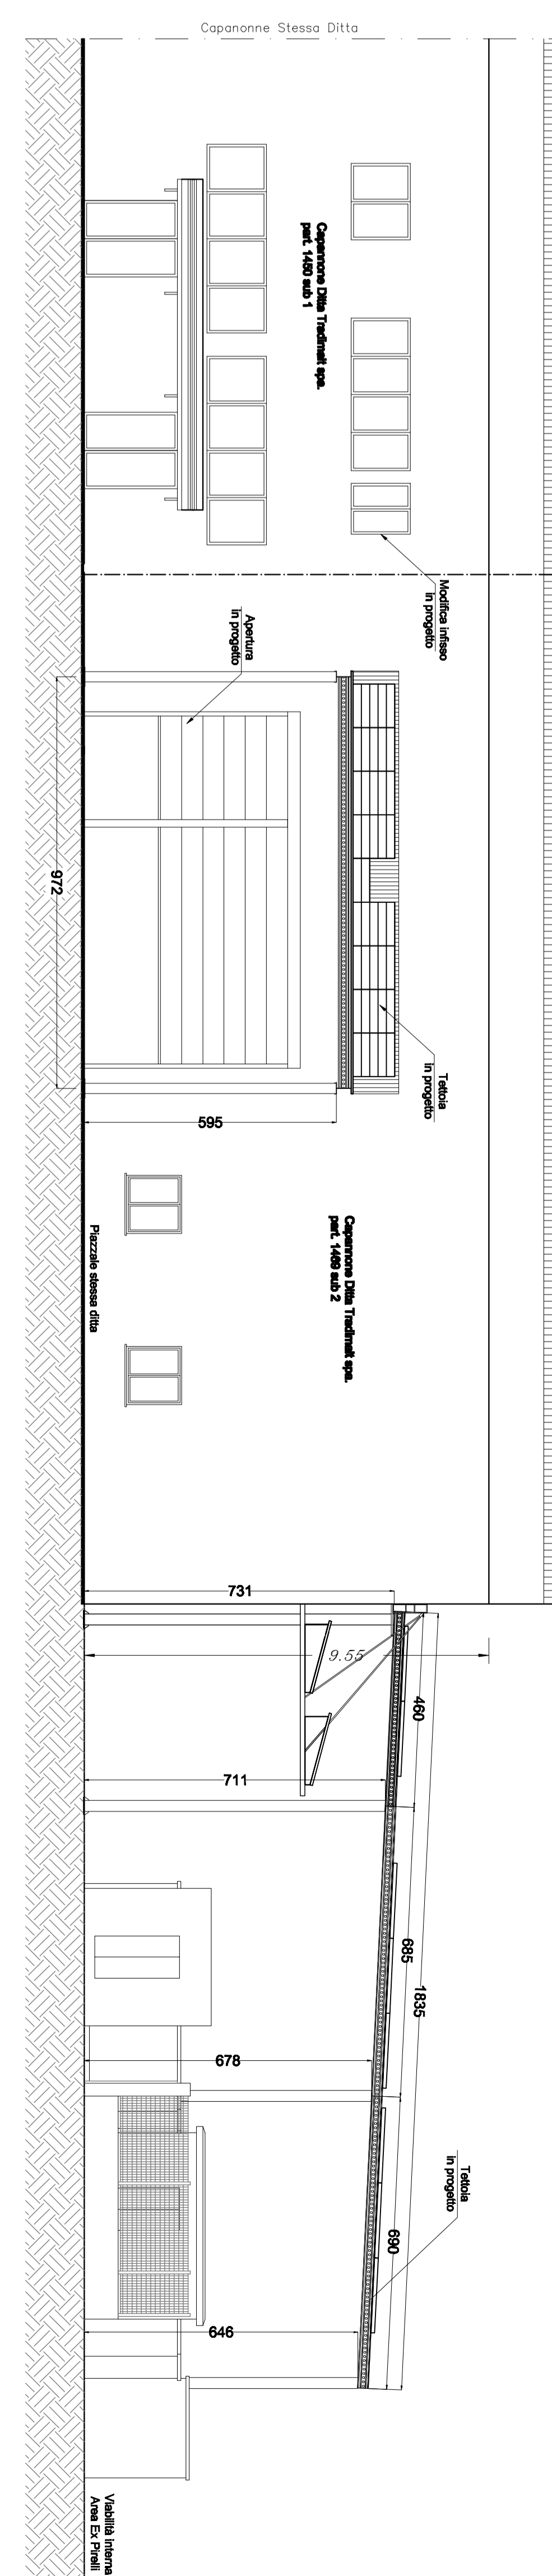 Capanonne Stessa Ditta
Capannone Ditta Tradimalt spa.
part. 1450 sub 1
Modifica infisso
in progetto
Apertura
in progetto
972
Tettoia
in progetto
595
Capannone Ditta Tradimalt spa.
part. 1469 sub 2
Piazzale stessa ditta
731
9.55
460
711
685
1835
678
Tettoia
in progetto
690
646
Viabilità interna
Area Ex Pirelli